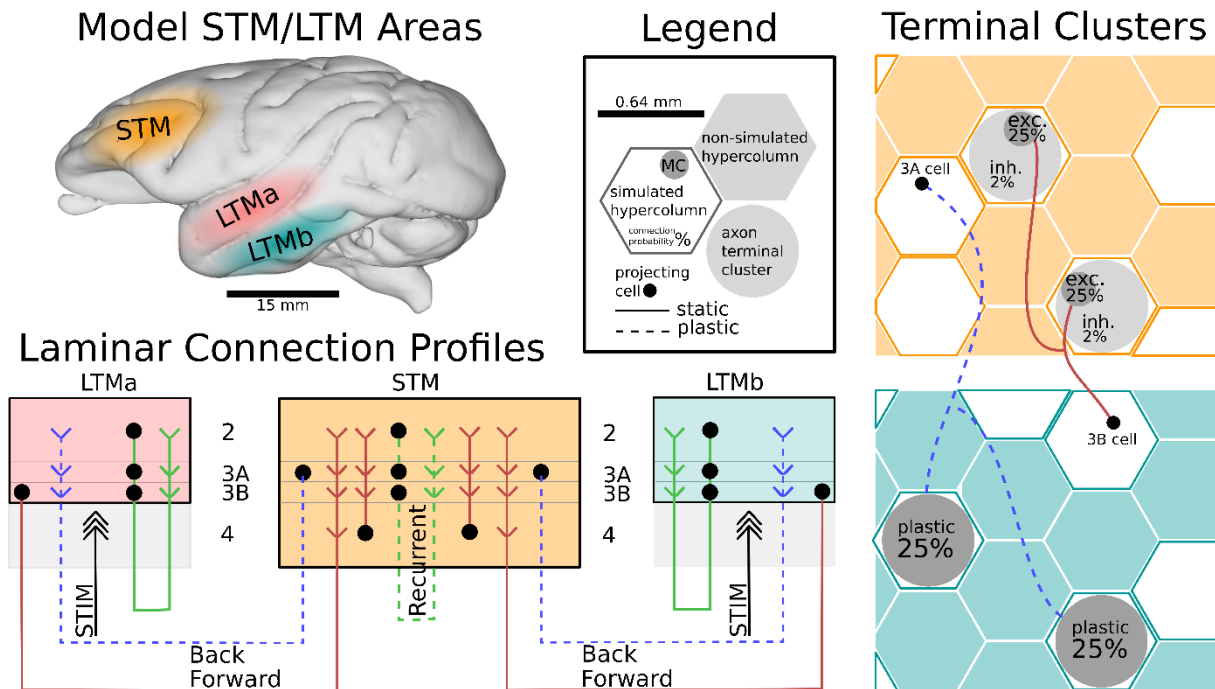 Model STM/LTM Areas
STM
LTMa
LTMb
15 mm
Legend
0.64 mm
non-simulated
hypercolumn
MC
simulated
hypercolumn
connection
probability %
axon
terminal
cluster
projecting
cell
static
plastic
Terminal Clusters
exc.
25%
inh.
2%
3A cell
exc.
25%
inh.
2%
3B cell
plastic
25%
plastic
25%
Laminar Connection Profiles
LTMa
STM
LTMb
2
3A
3B
4
2
3A
3B
4
STIM
Recurrent
STIM
Back
Forward
Back
Forward